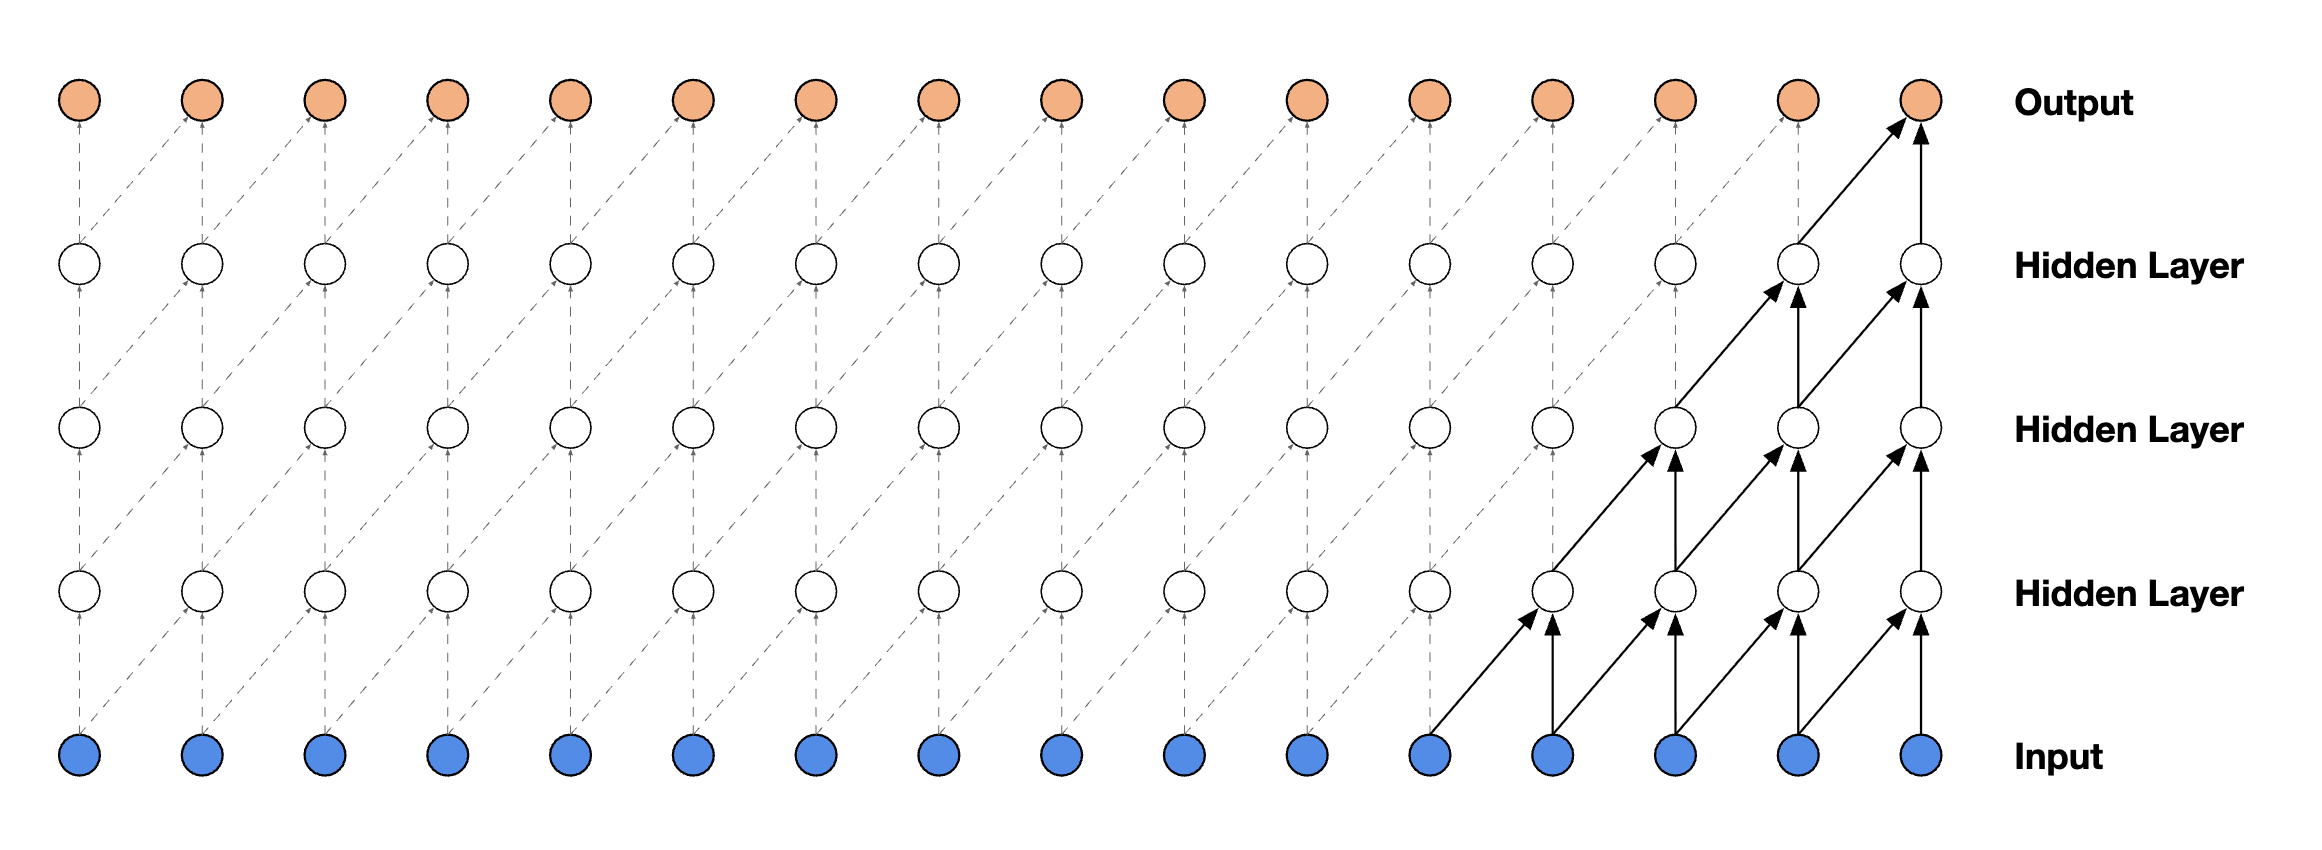 Output
Hidden Layer
Hidden Layer
Hidden Layer
Input